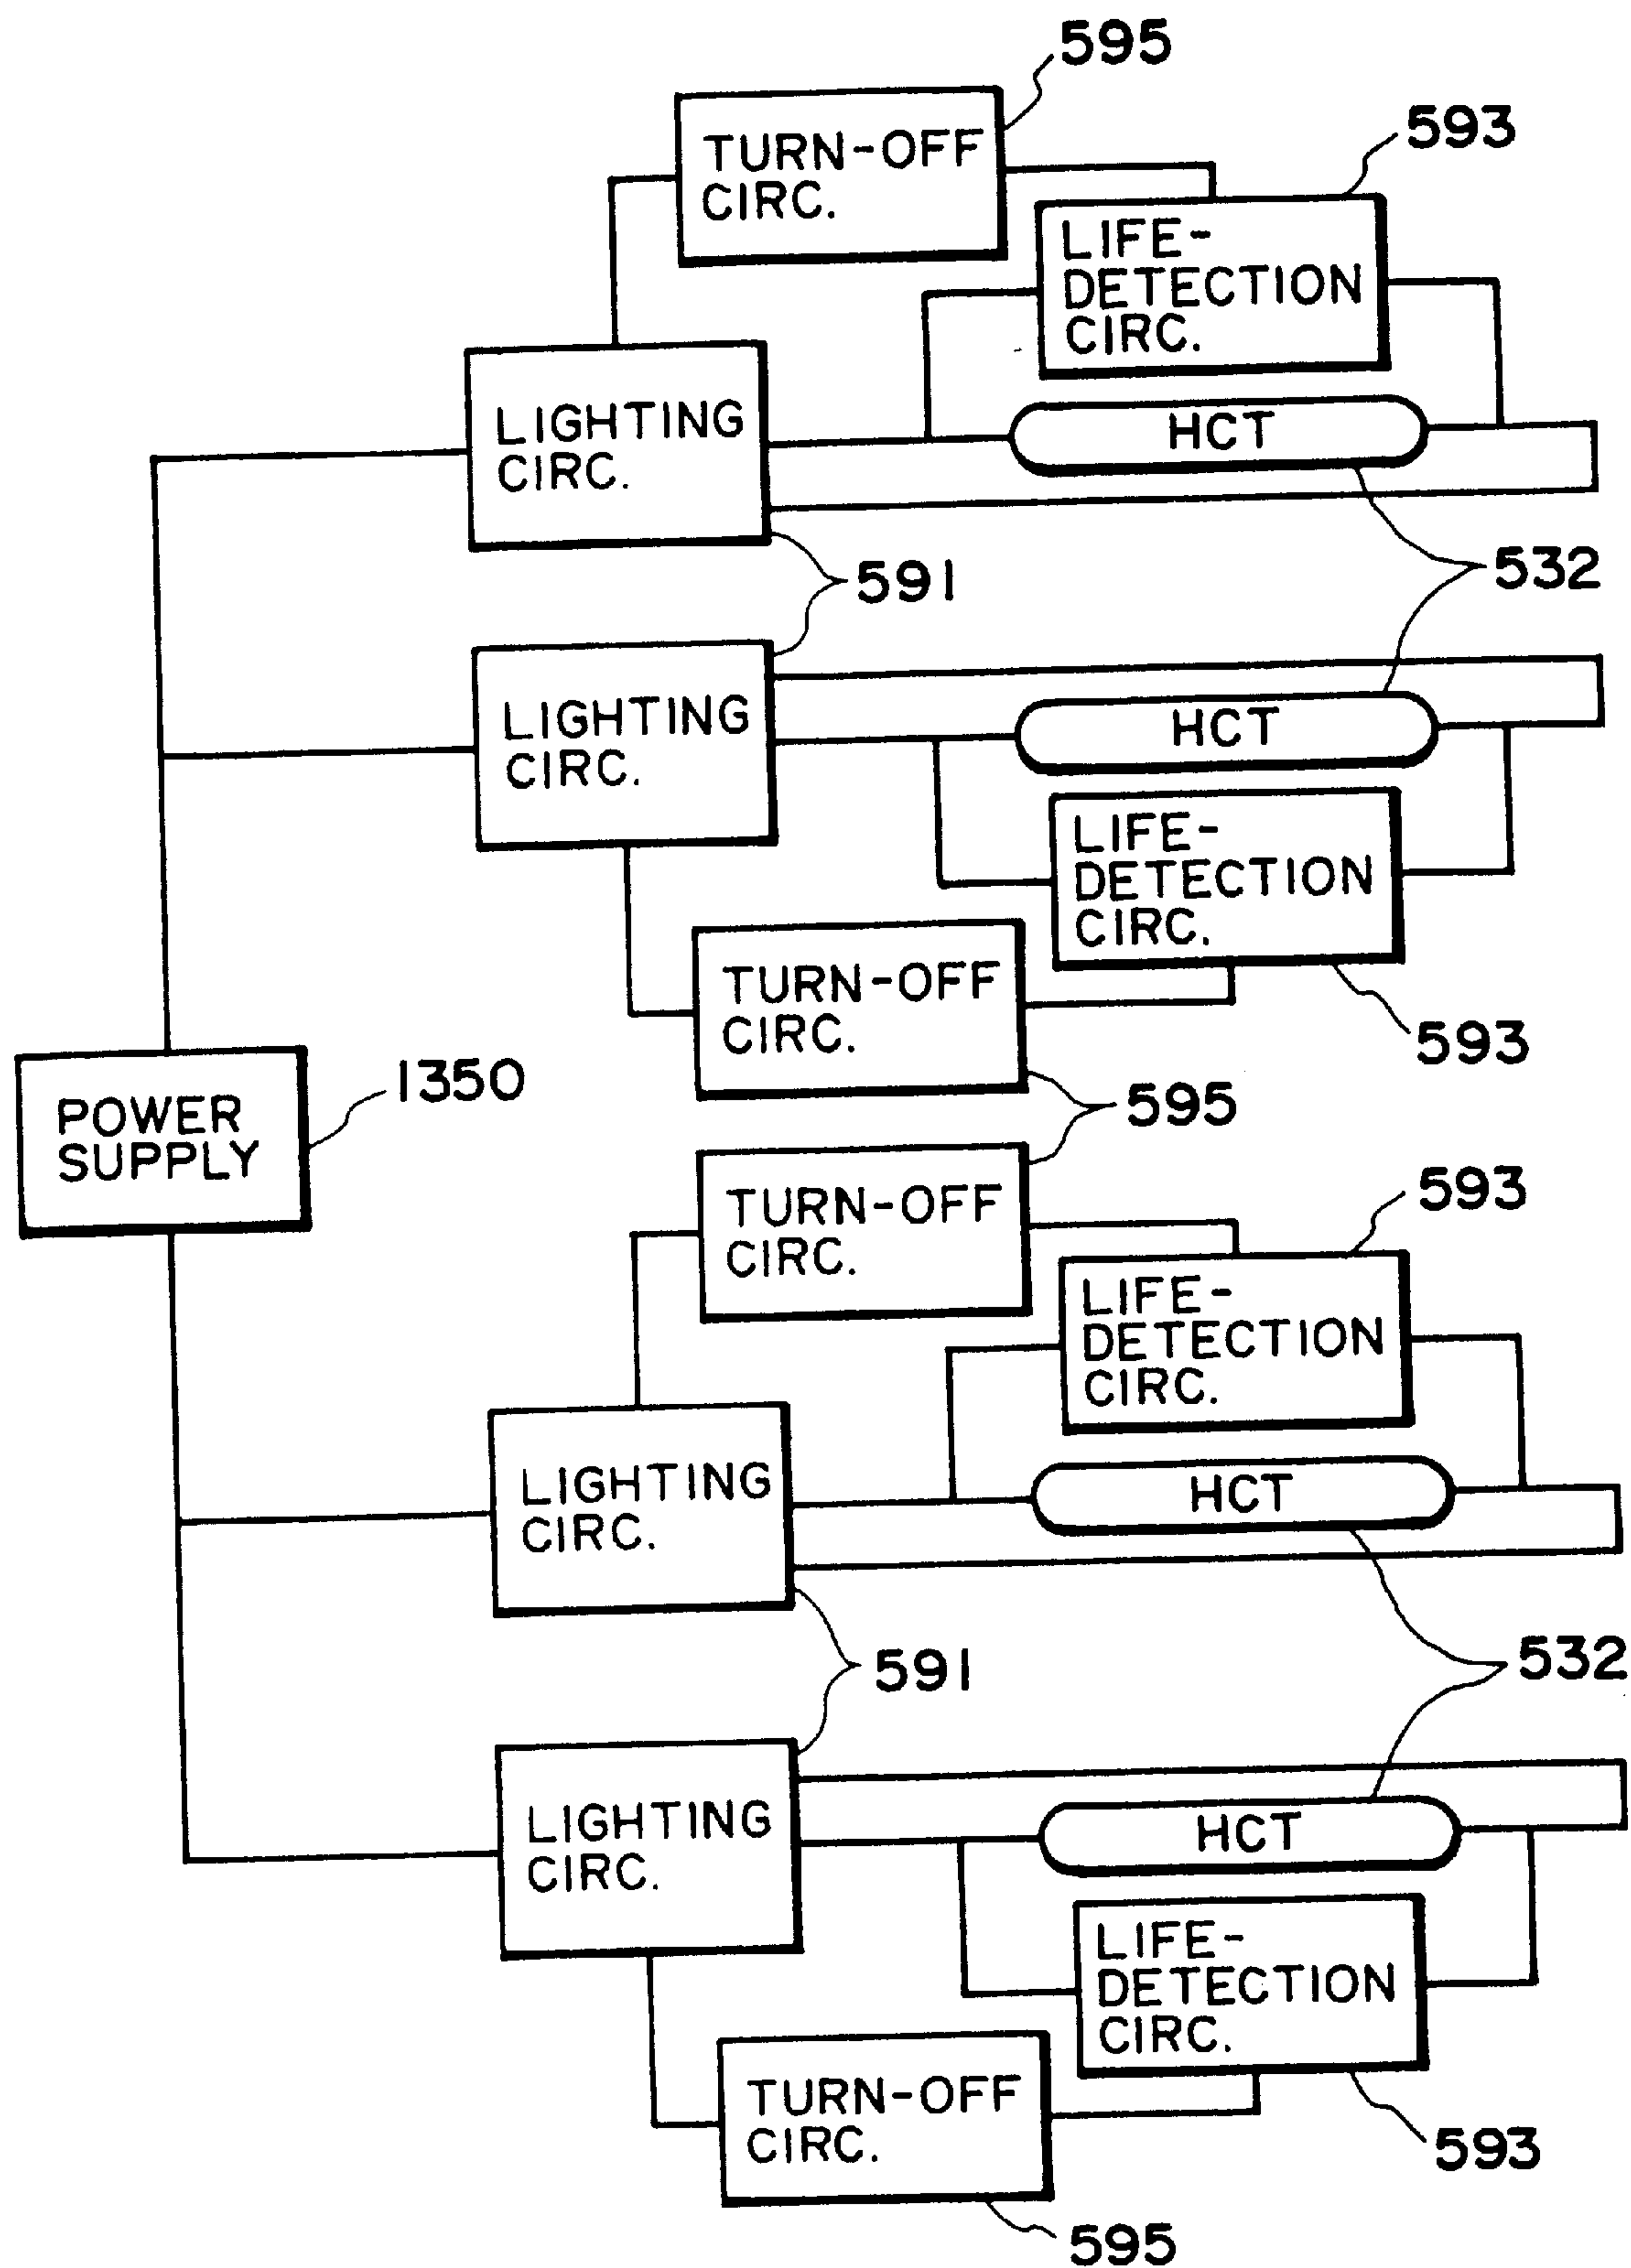 595
TURN-OFF
CIRC.
593
LIFE-
DETECTION
CIRC.
LIGHTING
CIRC.
HCT
591
532
LIGHTING
CIRC.
HCT
LIFE-
DETECTION
CIRC.
TURN-OFF
CIRC.
593
POWER
SUPPLY
1350
595
TURN-OFF
CIRC.
593
LIFE-
DETECTION
CIRC.
LIGHTING
CIRC.
HCT
591
532
LIGHTING
CIRC.
HCT
LIFE-
DETECTION
CIRC.
TURN-OFF
CIRC.
593
595